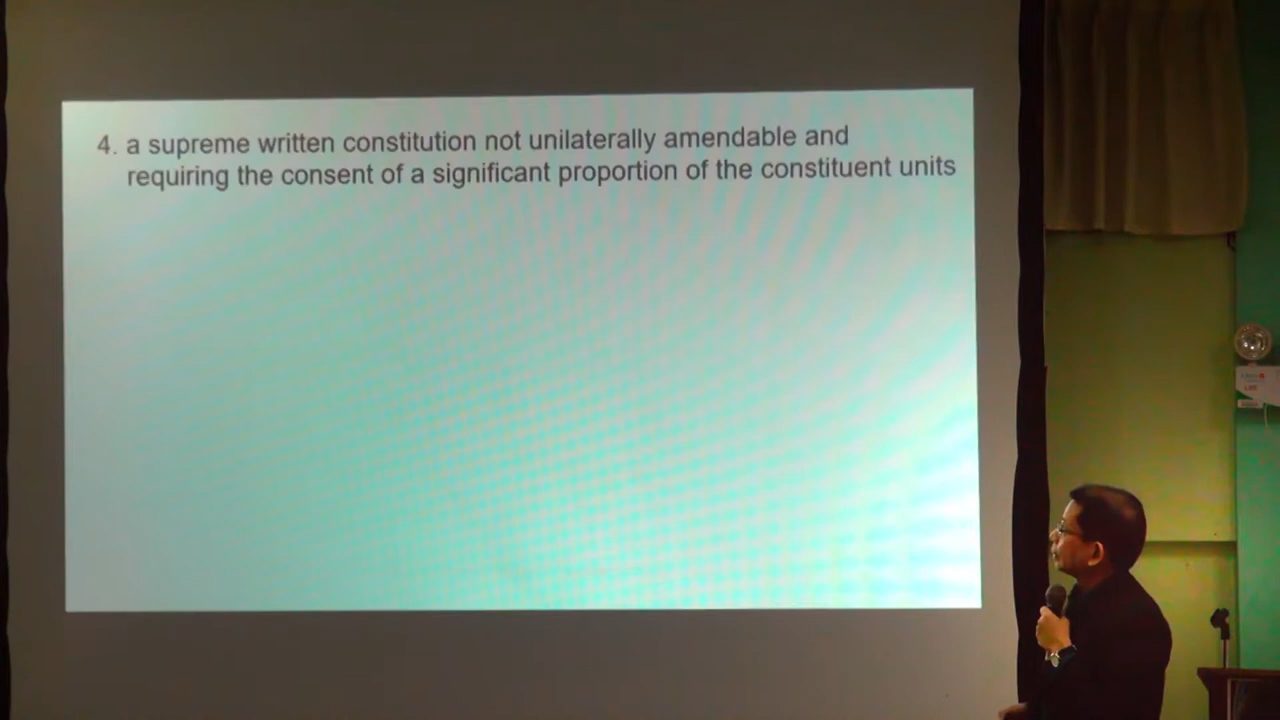 4. a supreme written constitution not unilaterally amendable and
requiring the consent of a significant proportion of the constituent units